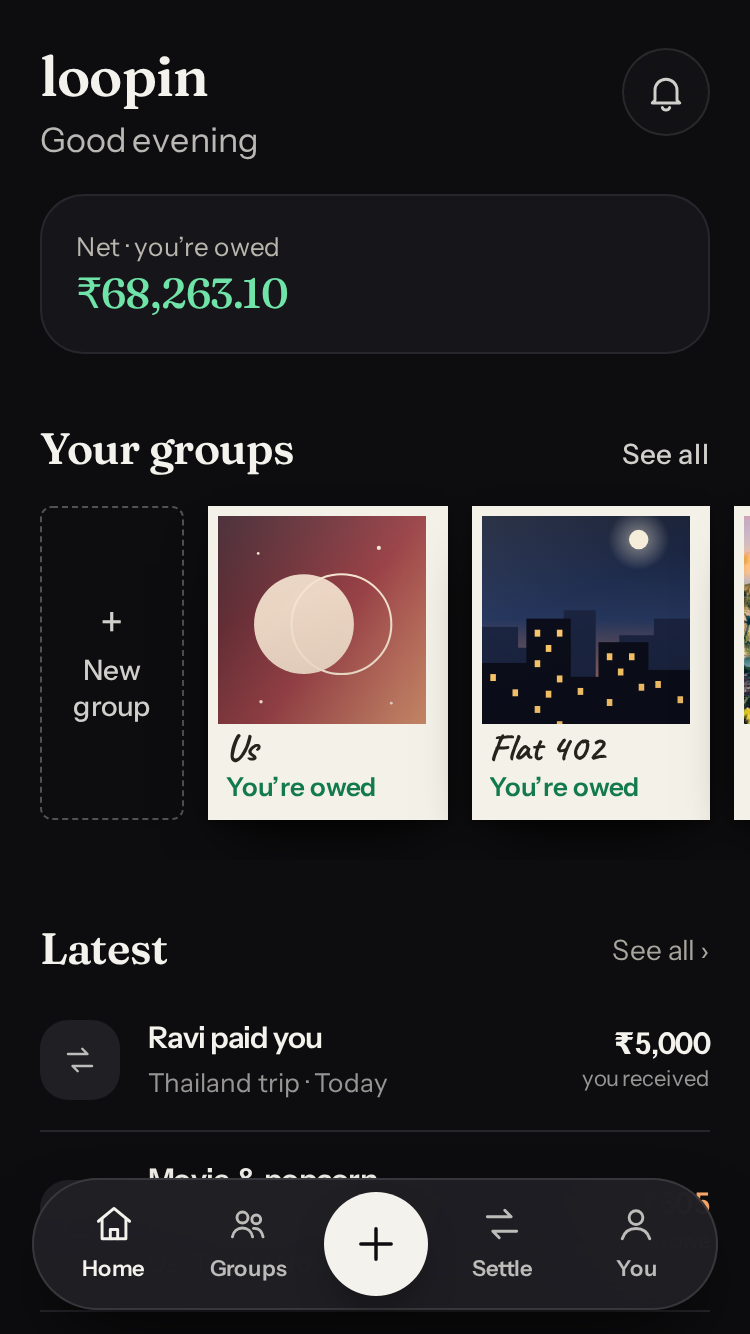 loopin
Good evening
Net · you’re owed
₹68,263.10
Your groups
See all
+
New
group
Us
You’re owed
Flat 402
You’re owed
Latest
See all ›
Ravi paid you
₹5,000
Thailand trip · Today
you received
Movie & popcorn
Home
Groups
Settle
You